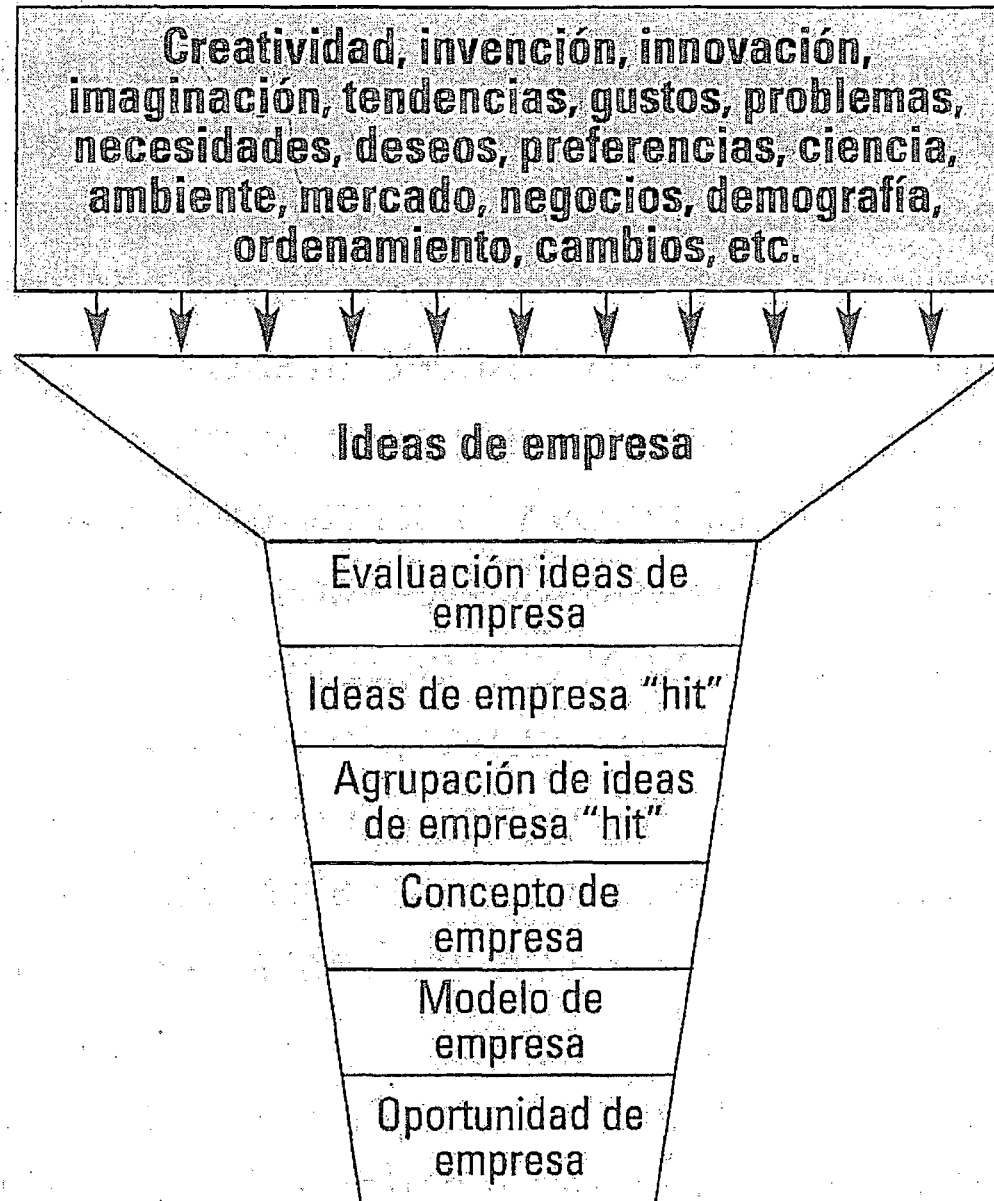 Creatividad, invención, innovación,
imaginación, tendencias, gustos, problemas,
necesidades, deseos, preferencias, ciencia,
ambiente, mercado, negocios, demografía,
ordenamiento, cambios, etc.
Ideas de empresa
Evaluación ideas de
empresa
Ideas de empresa "hit"
Agrupación de ideas
de empresa "hit"
Concepto de
empresa
Modelo de
empresa
Oportunidad de
empresa